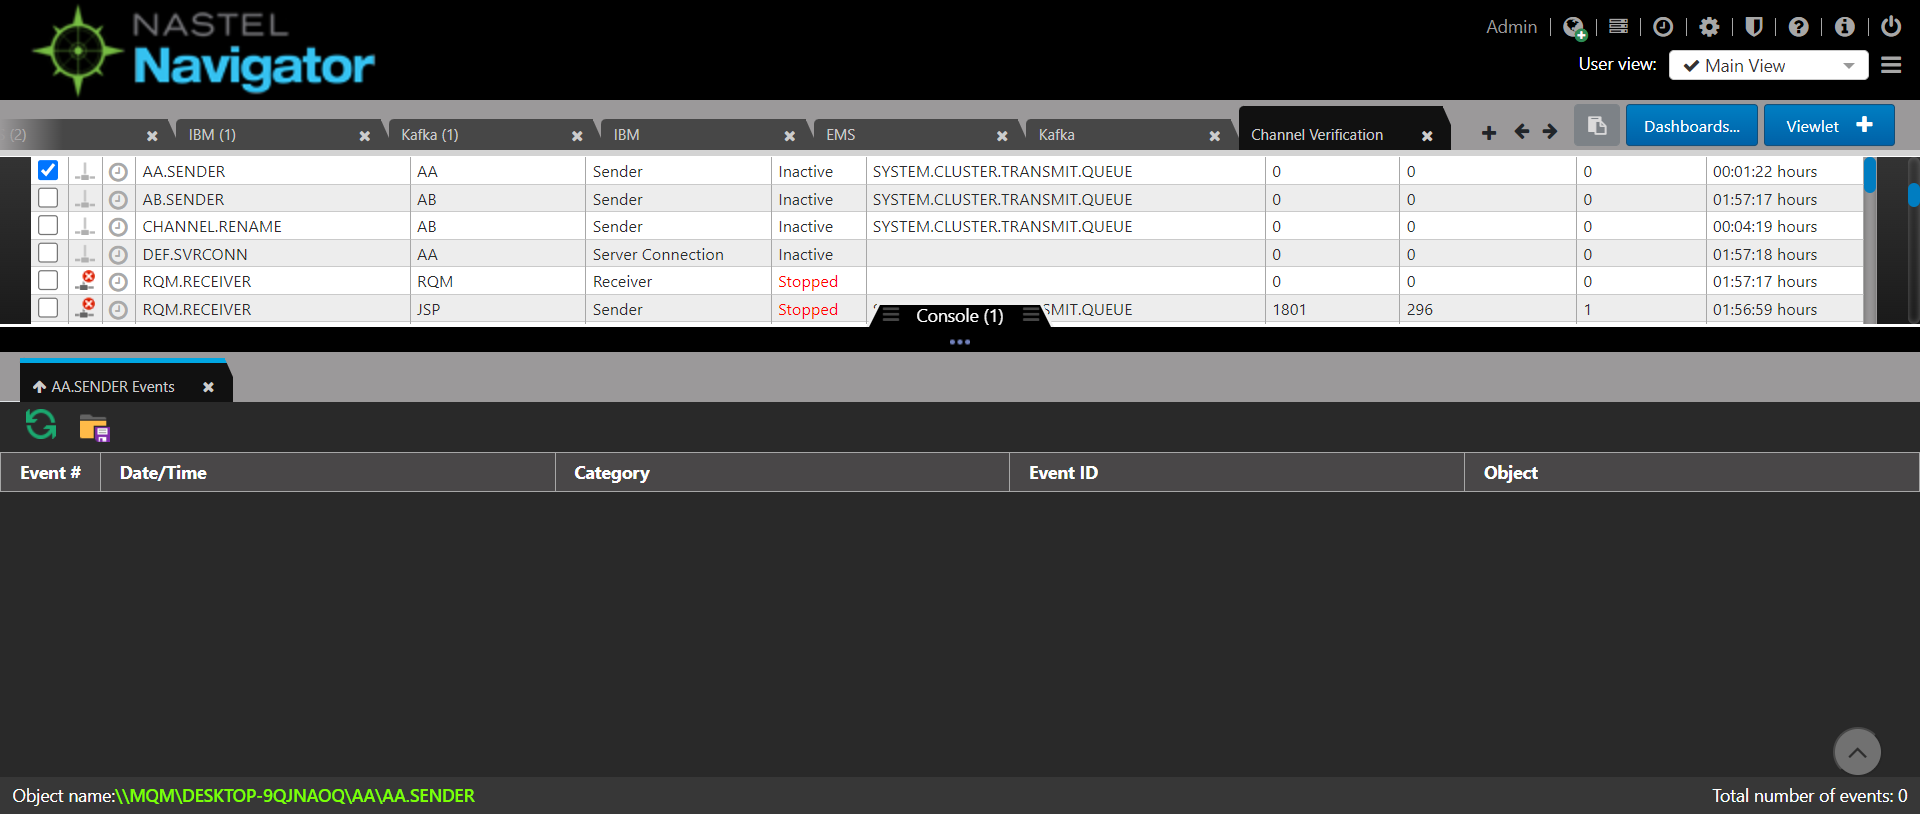 NASTEL
Navigator
Admin
User view:
Main View
(2)
IBM (1)
Kafka (1)
IBM
EMS
Kafka
Channel Verification
Dashboards...
Viewlet
AA.SENDER AA Sender Inactive SYSTEM.CLUSTER.TRANSMIT.QUEUE 0 0 0 00:01:22 hours
AB.SENDER AB Sender Inactive SYSTEM.CLUSTER.TRANSMIT.QUEUE 0 0 0 01:57:17 hours
CHANNEL.RENAME AB Sender Inactive SYSTEM.CLUSTER.TRANSMIT.QUEUE 0 0 0 00:04:19 hours
DEF.SVRCONN AA Server Connection Inactive 0 0 0 01:57:18 hours
RQM.RECEIVER RQM Receiver Stopped 0 0 0 01:57:17 hours
RQM.RECEIVER JSP Sender Stopped SMIT.QUEUE 1801 296 1 01:56:59 hours
Console (1)
AA.SENDER Events
Event # Date/Time Category Event ID Object
Object name:\\MQM\DESKTOP-9QJNAOQ\AA\AA.SENDER
Total number of events: 0